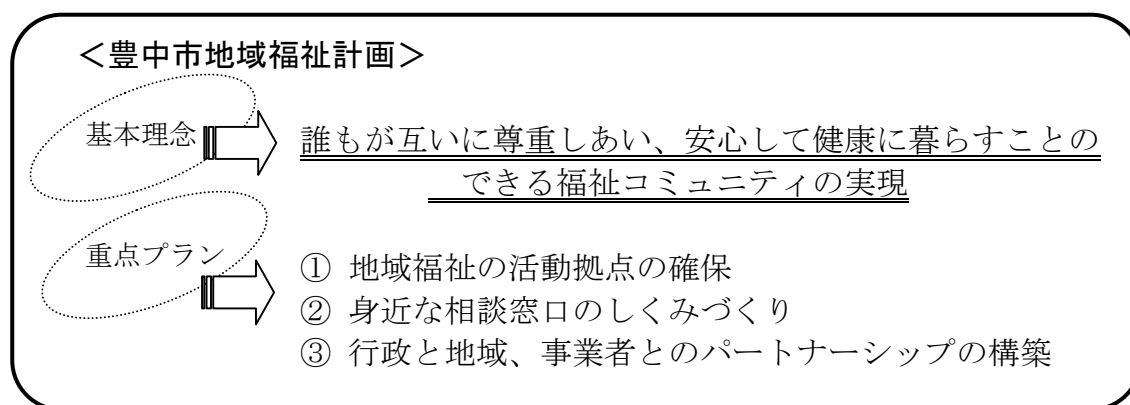 ＜豊中市地域福祉計画＞
基本理念
誰もが互いに尊重しあい、安心して健康に暮らすことの
できる福祉コミュニティの実現
重点プラン
① 地域福祉の活動拠点の確保
② 身近な相談窓口のしくみづくり
③ 行政と地域、事業者とのパートナーシップの構築